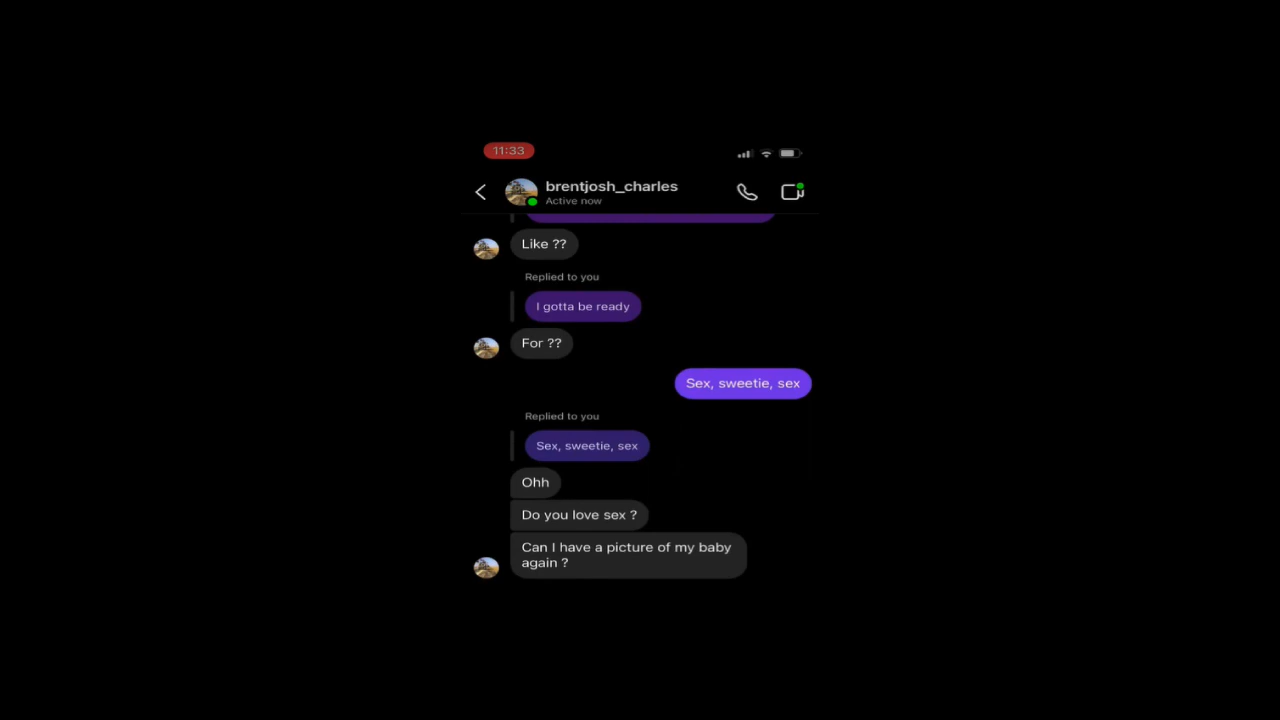 11:33
brentjosh_charles
Active now
Like ??
Replied to you
I gotta be ready
For ??
Sex, sweetie, sex
Replied to you
Sex, sweetie, sex
Ohh
Do you love sex ?
Can I have a picture of my baby
again ?